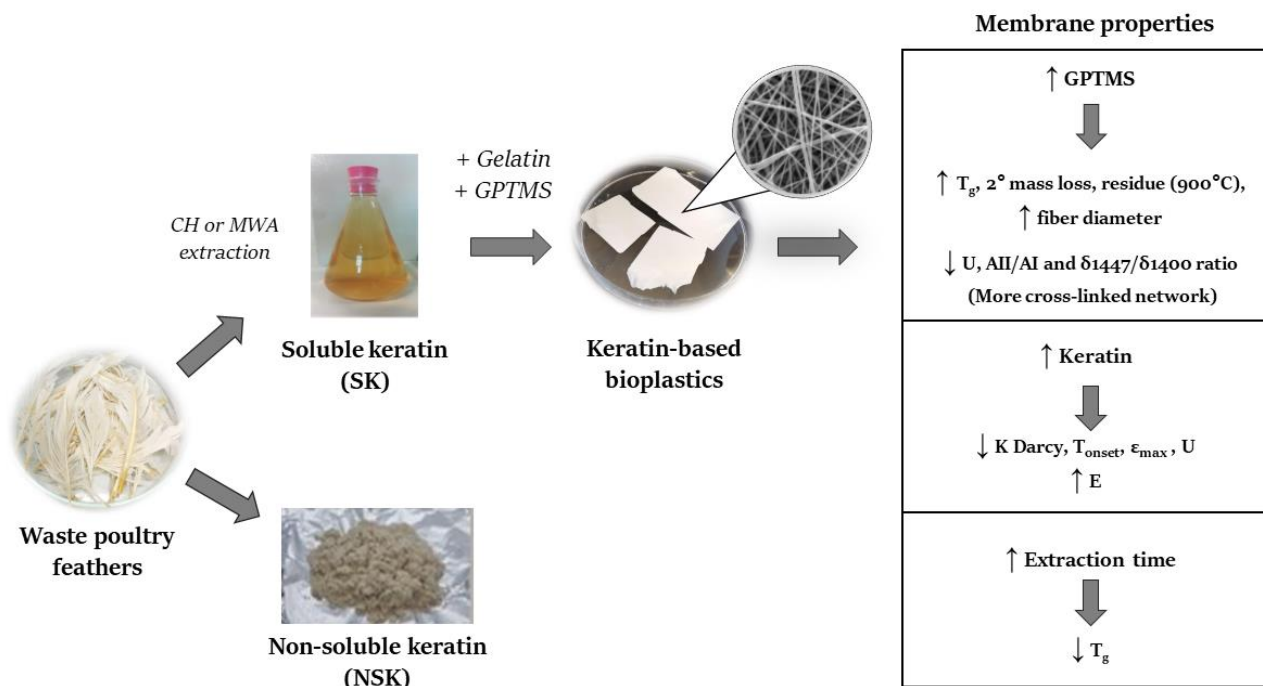 Membrane properties
↑ GPTMS
↑ Tg, 2° mass loss, residue (900°C),
↑ fiber diameter
↓ U, AII/AI and δ1447/δ1400 ratio
(More cross-linked network)
↑ Keratin
↓ K Darcy, Tonset, εmax , U
↑ E
↑ Extraction time
↓ Tg
+ Gelatin
+ GPTMS
CH or MWA
extraction
Soluble keratin
(SK)
Keratin-based
bioplastics
Waste poultry
feathers
Non-soluble keratin
(NSK)